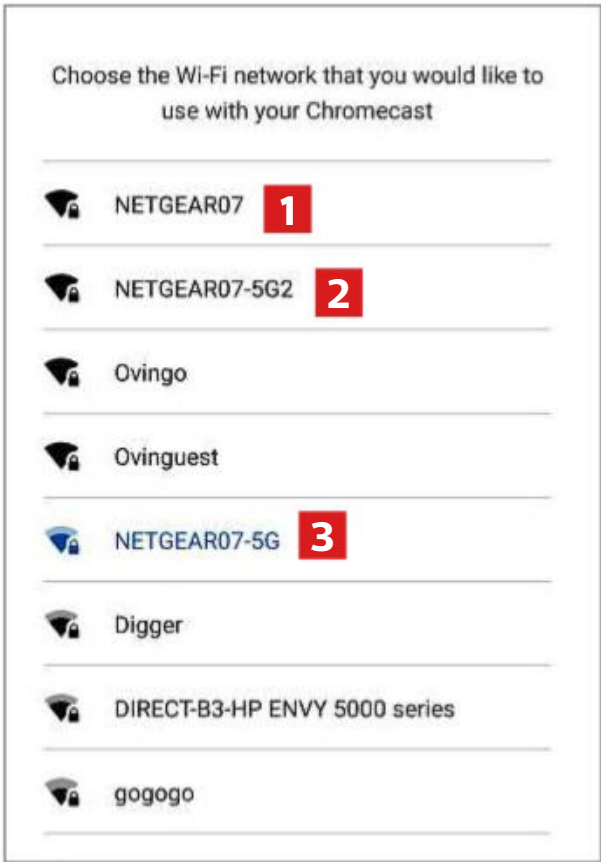 Choose the Wi-Fi network that you would like to
use with your Chromecast
NETGEAR07 1
NETGEAR07-5G2 2
Ovingo
Ovinguest
NETGEAR07-5G 3
Digger
DIRECT-B3-HP ENVY 5000 series
gogogo